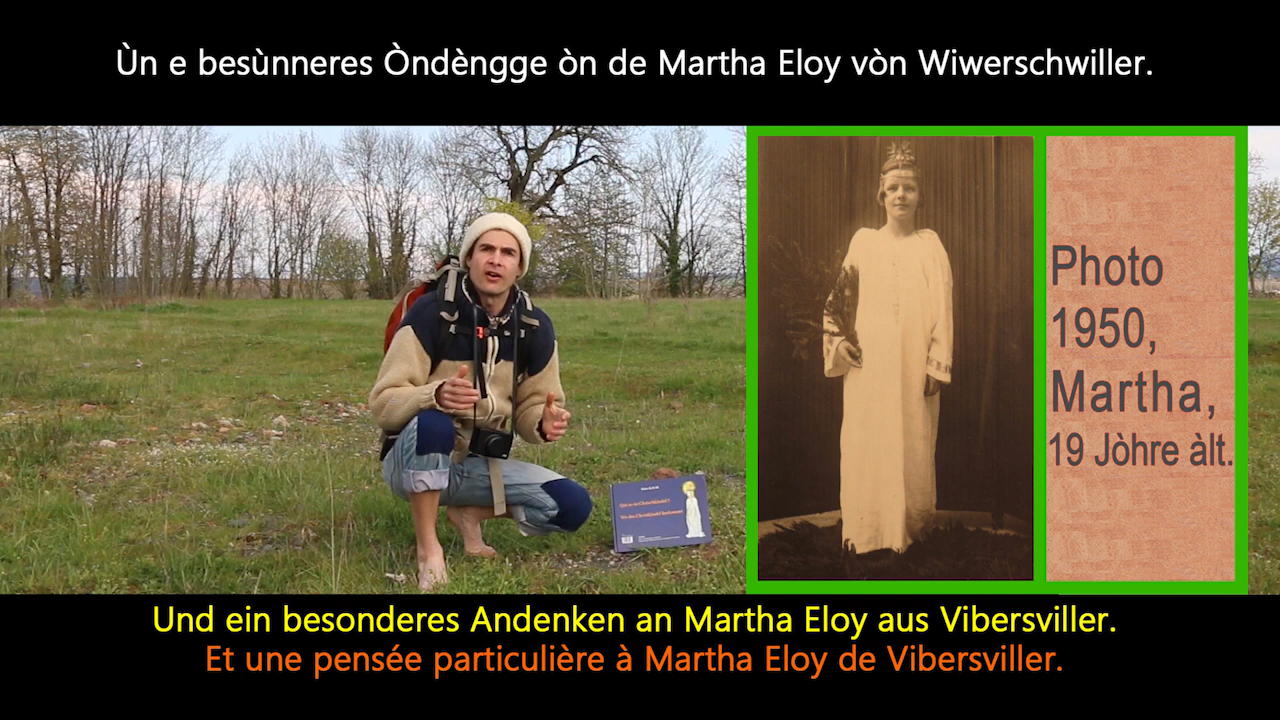 Ùn e besùnneres Òndèngge òn de Martha Eloy vòn Wiwerschwiller.
Photo
1950,
Martha,
19 Jòhre àlt.
Und ein besonderes Andenken an Martha Eloy aus Vibersviller.
Et une pensée particulière à Martha Eloy de Vibersviller.